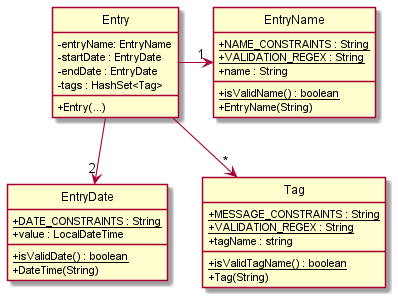 Entry
-entryName: EntryName
-startDate : EntryDate
-endDate : EntryDate
-tags : HashSet<Tag>
+Entry(...)
1
EntryName
+NAME_CONSTRAINTS : String
+VALIDATION_REGEX : String
+name : String
+isValidName() : boolean
+EntryName(String)
2
*
EntryDate
+DATE_CONSTRAINTS : String
+value : LocalDateTime
+isValidDate() : boolean
+DateTime(String)
Tag
+MESSAGE_CONSTRAINTS : String
+VALIDATION_REGEX : String
+tagName : string
+isValidTagName() : boolean
+Tag(String)